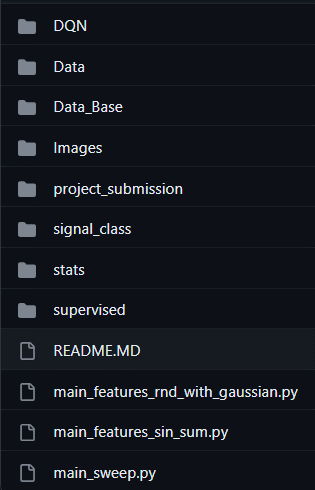 DQN
Data
Data_Base
Images
project_submission
signal_class
stats
supervised
README.MD
main_features_rnd_with_gaussian.py
main_features_sin_sum.py
main_sweep.py